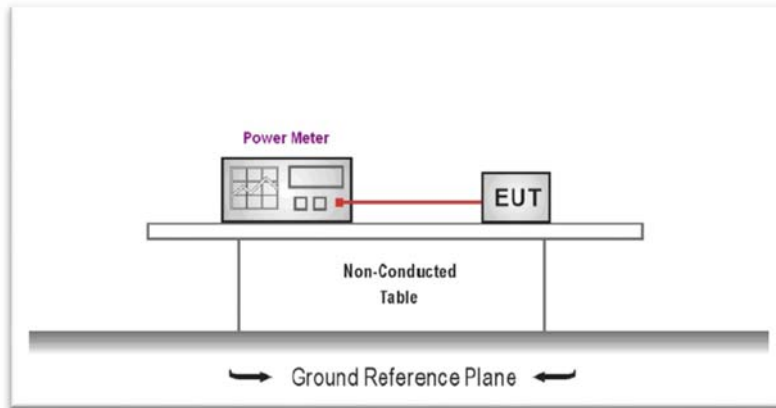 Power Meter
EUT
Non-Conducted
Table
Ground Reference Plane